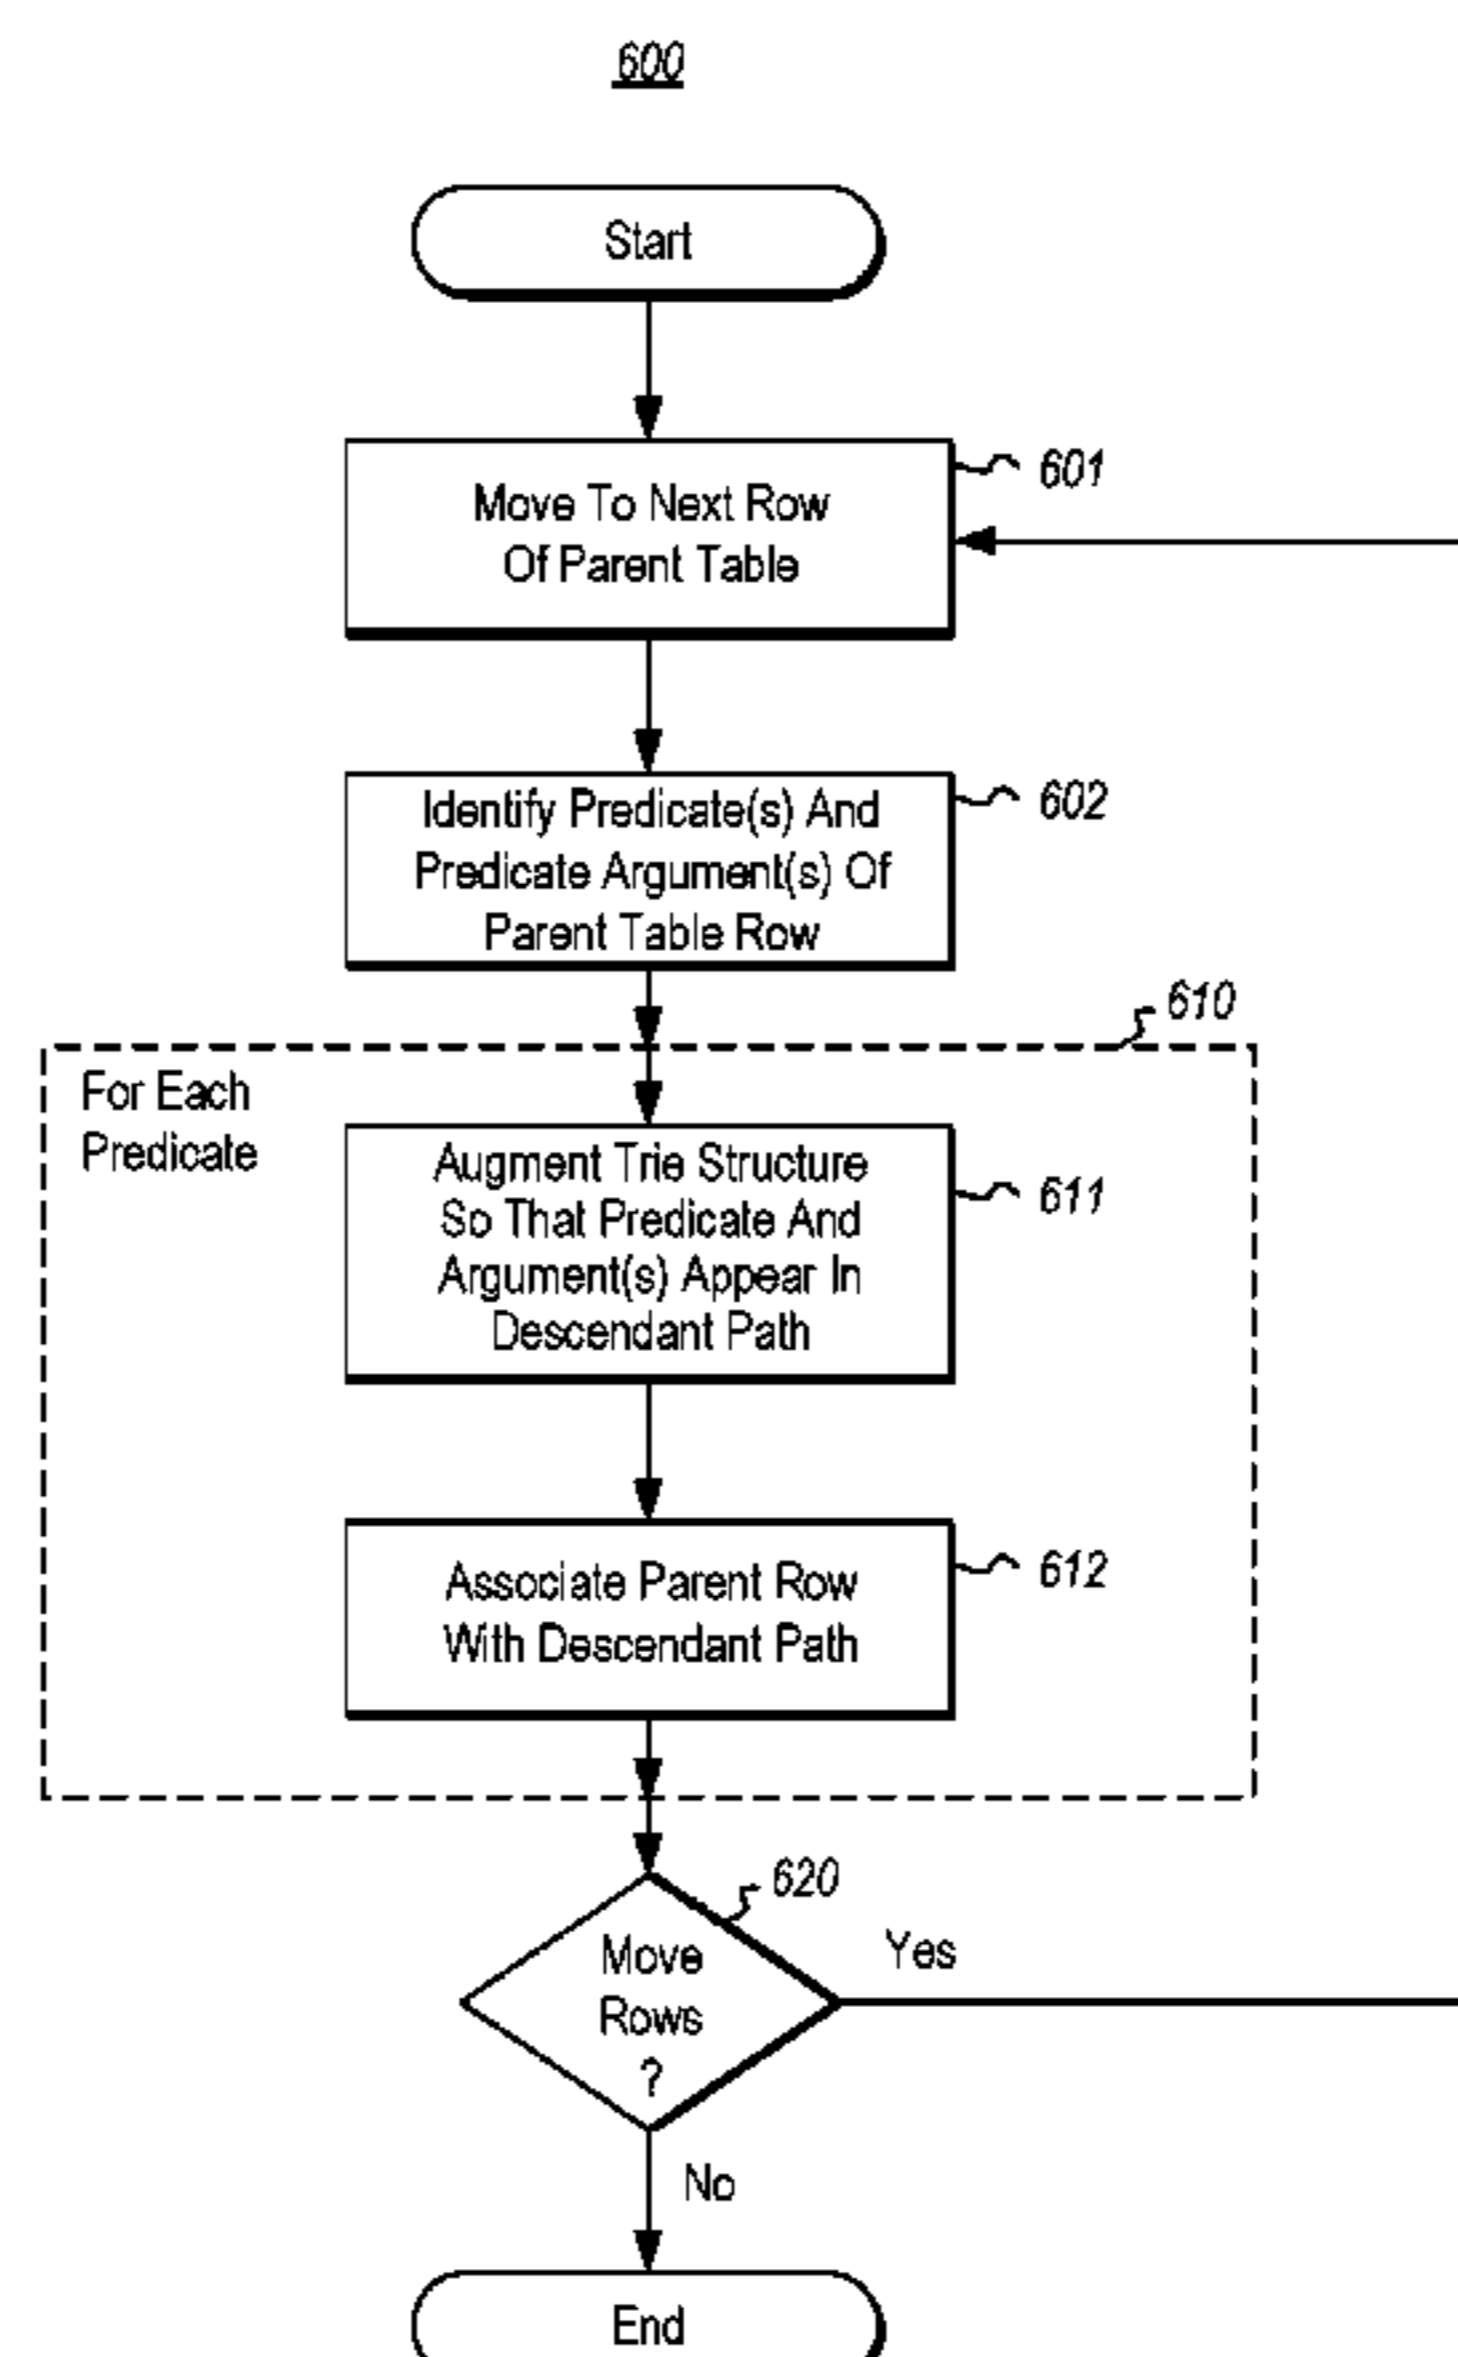 600
Start
Move To Next Row
Of Parent Table
601
Identify Predicate(s) And
Predicate Argument(s) Of
Parent Table Row
602
610
For Each
Predicate
Augment Trie Structure
So That Predicate And
Argument(s) Appear In
Descendant Path
611
Associate Parent Row
With Descendant Path
612
620
Move
Rows
?
Yes
No
End